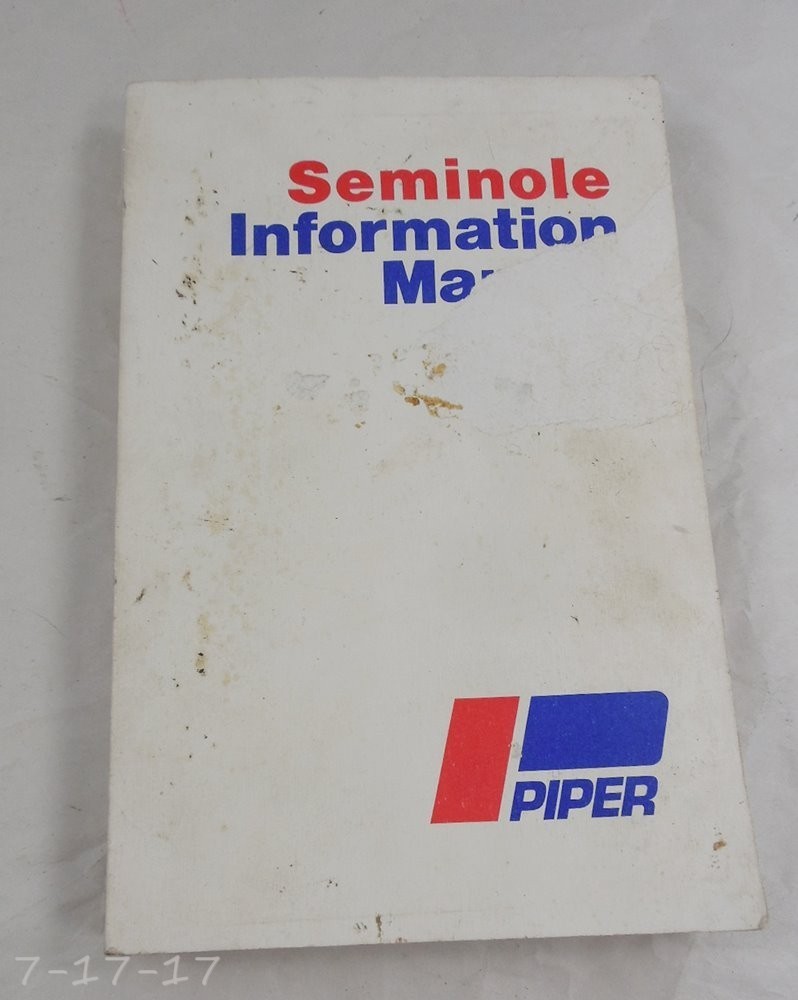 Seminole
Information
Ma
PIPER
7-17-17